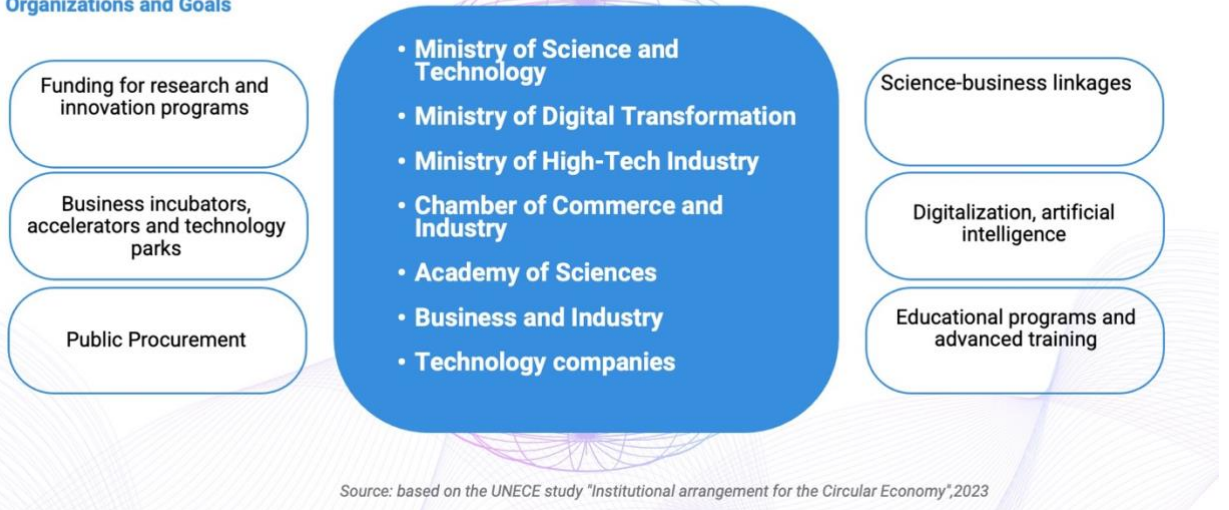 Organizations and Goals
Funding for research and
innovation programs
Business incubators,
accelerators and technology
parks
Public Procurement
• Ministry of Science and
Technology
• Ministry of Digital Transformation
• Ministry of High-Tech Industry
• Chamber of Commerce and
Industry
• Academy of Sciences
• Business and Industry
• Technology companies
Science-business linkages
Digitalization, artificial
intelligence
Educational programs and
advanced training
Source: based on the UNECE study "Institutional arrangement for the Circular Economy",2023